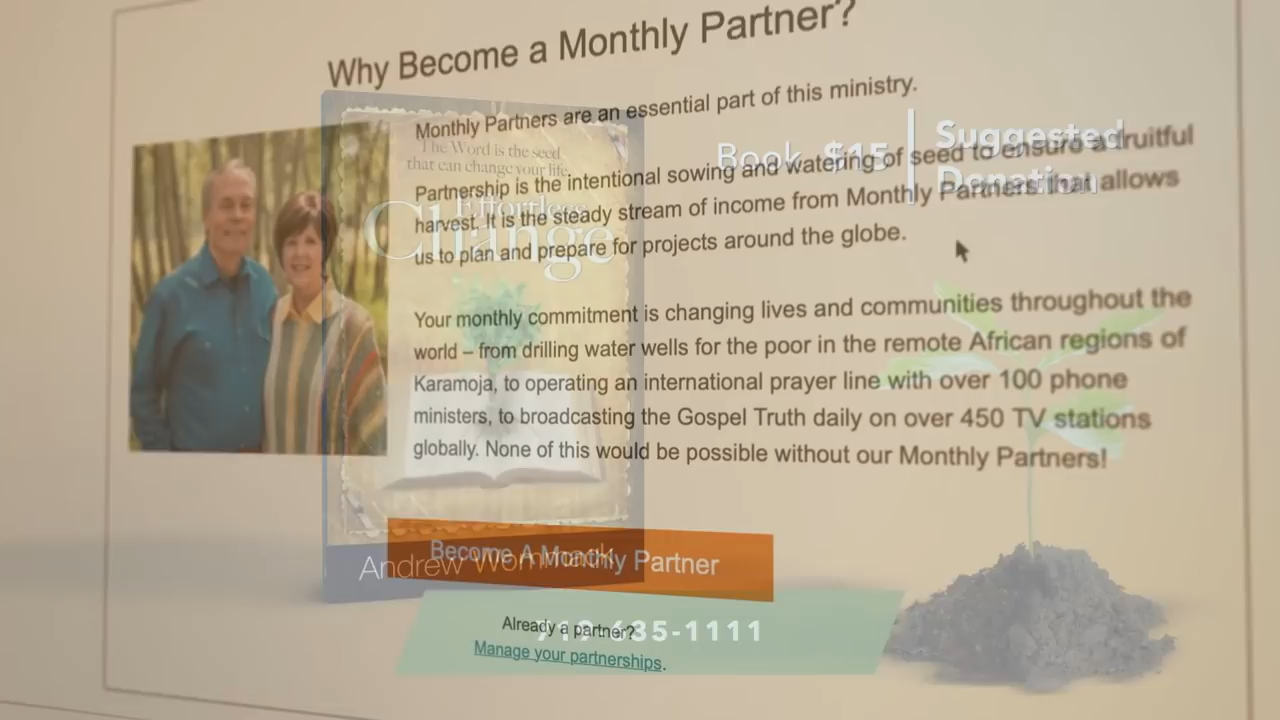 Why Become a Monthly Partner?
Monthly Partners are an essential part of this ministry.
Partnership is the intentional sowing and watering of seed to ensure a fruitful
harvest. It is the steady stream of income from Monthly Partners that allows
us to plan and prepare for projects around the globe.
Your monthly commitment is changing lives and communities throughout the
world – from drilling water wells for the poor in the remote African regions of
Karamoja, to operating an international prayer line with over 100 phone
ministers, to broadcasting the Gospel Truth daily on over 450 TV stations
globally. None of this would be possible without our Monthly Partners!
Become A Monthly Partner
Already a partner?
Manage your partnerships.
The Word is the seed
that can change your life.
Effortless
Change
Andrew Wommack
Book $15
Suggested
Donation
719-635-1111